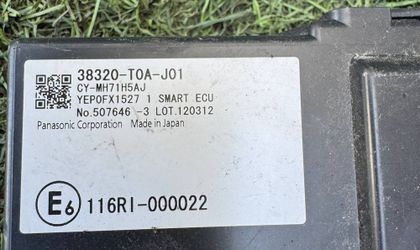 38320-T0A-J01
CY-MH71H5AJ
YEP0FX1527 1 SMART ECU
No.507646 -3 LOT.120312
Panasonic Corporation Made in Japan
E6 116RI-000022